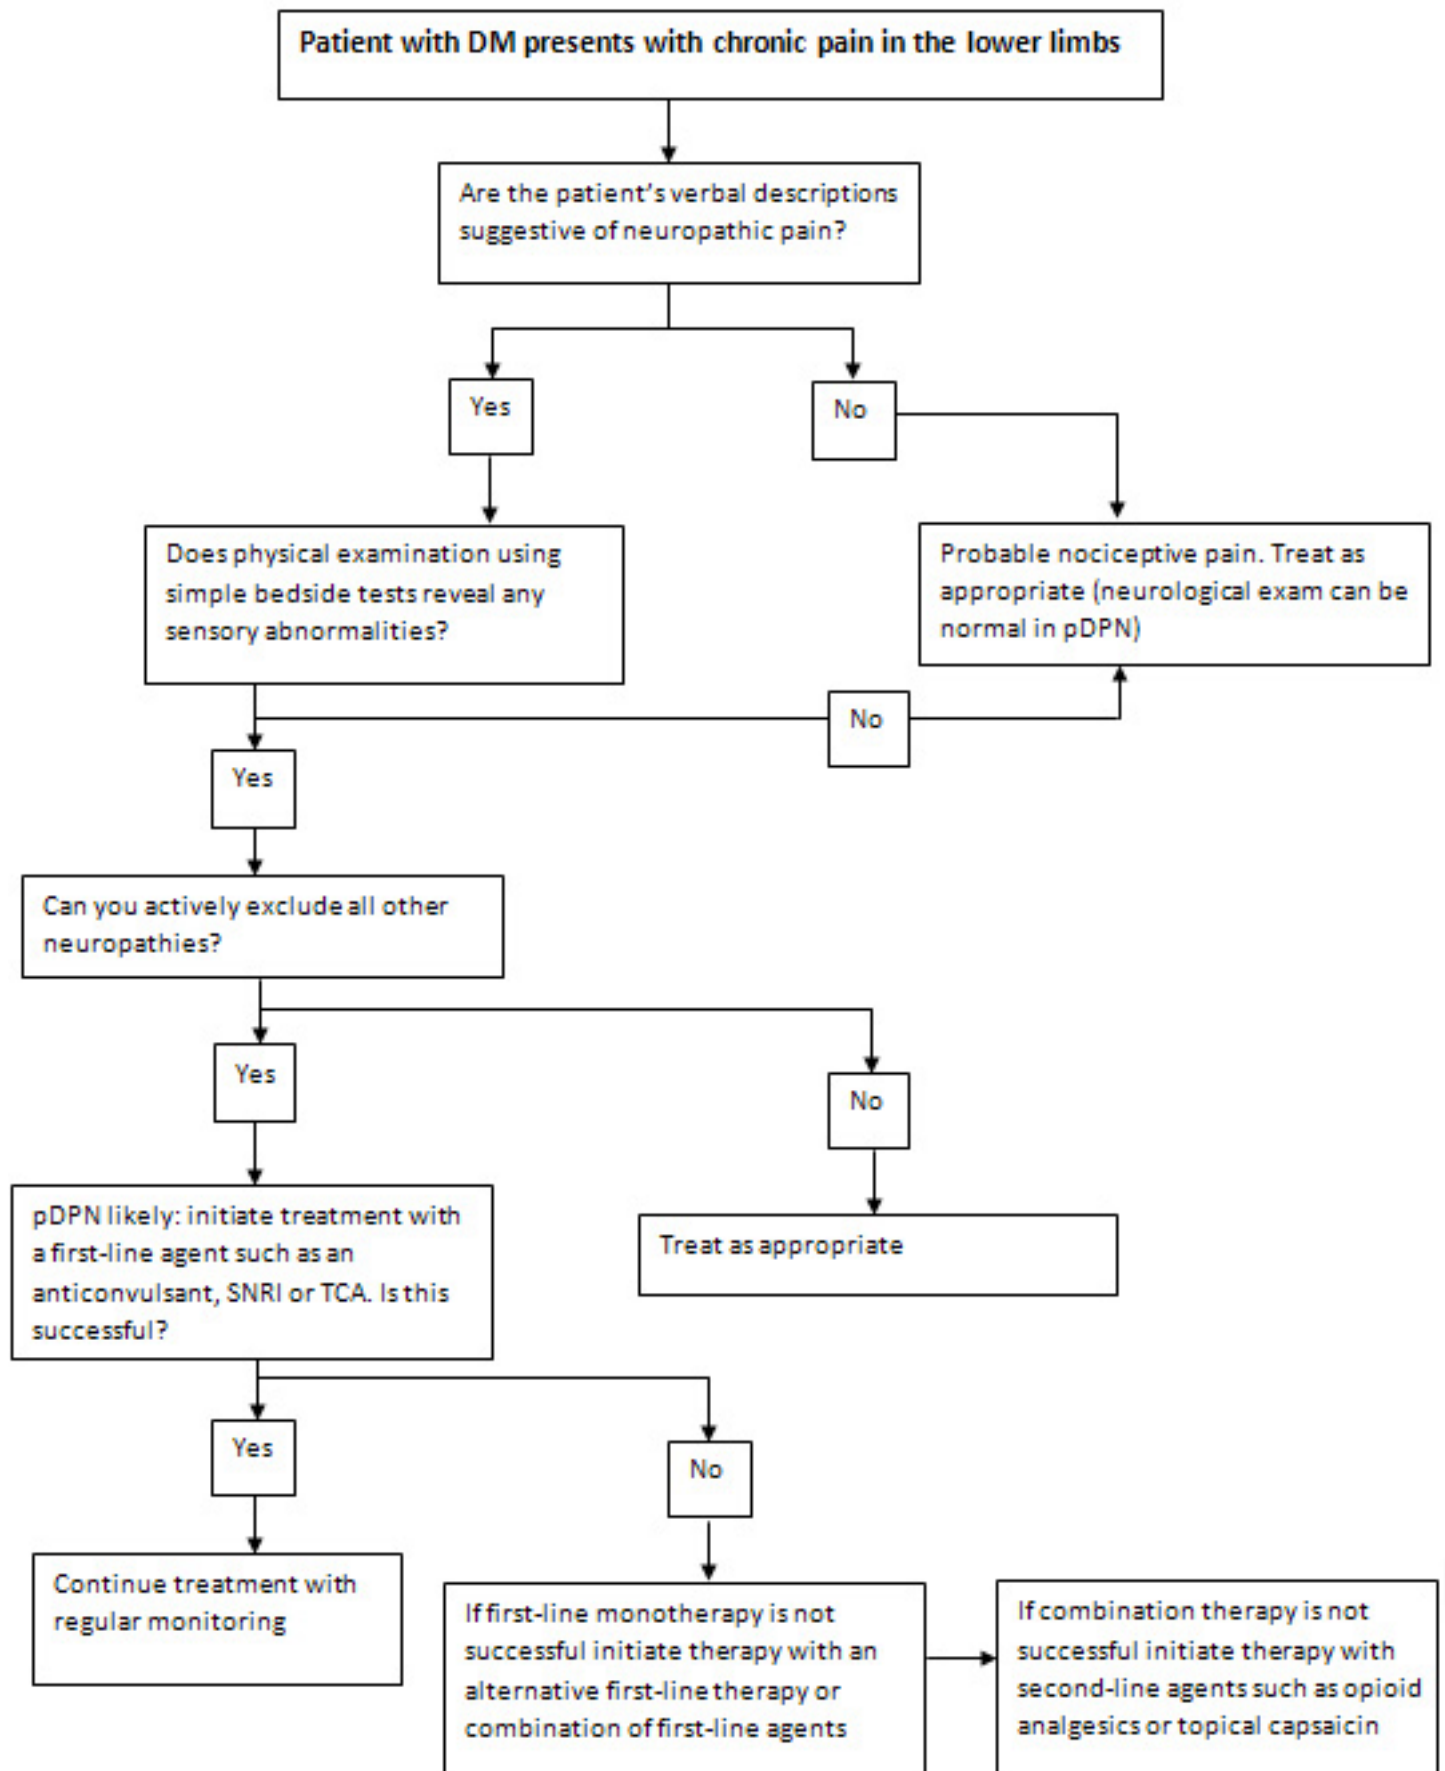 Patient with DM presents with chronic pain in the lower limbs
Are the patient's verbal descriptions
suggestive of neuropathic pain?
Yes
No
Does physical examination using
simple bedside tests reveal any
sensory abnormalities?
Probable nociceptive pain. Treat as
appropriate (neurological exam can be
normal in pDPN)
No
Yes
Can you actively exclude all other
neuropathies?
Yes
No
pDPN likely: initiate treatment with
a first-line agent such as an
anticonvulsant, SNRI or TCA. Is this
successful?
Treat as appropriate
Yes
No
Continue treatment with
regular monitoring
If first-line monotherapy is not
successful initiate therapy with an
alternative first-line therapy or
combination of first-line agents
If combination therapy is not
successful initiate therapy with
second-line agents such as opioid
analgesics or topical capsaicin